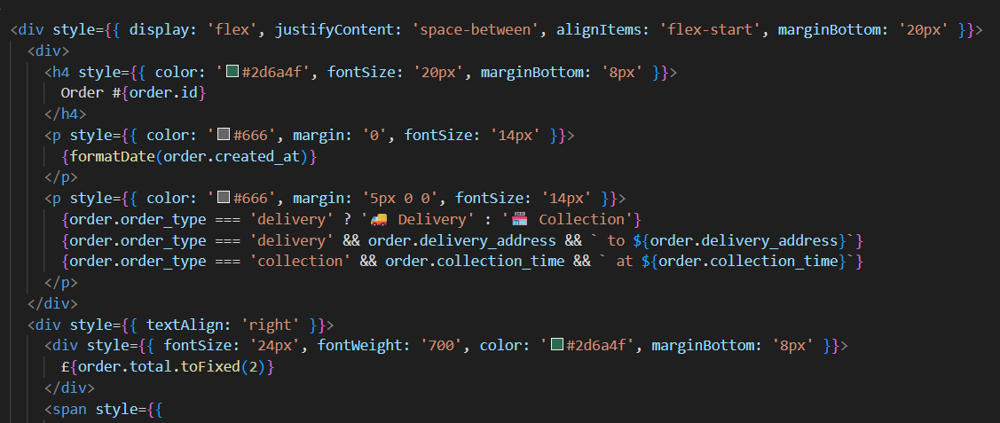 <div style={{ display: 'flex', justifyContent: 'space-between', alignItems: 'flex-start', marginBottom: '20px' }}>
<div>
<h4 style={{ color: '#2d6a4f', fontSize: '20px', marginBottom: '8px' }}>
Order #{order.id}
</h4>
<p style={{ color: '#666', margin: '0', fontSize: '14px' }}>
{formatDate(order.created_at)}
</p>
<p style={{ color: '#666', margin: '5px 0 0', fontSize: '14px' }}>
{order.order_type === 'delivery' ? '🚚 Delivery' : '🏪 Collection'}
{order.order_type === 'delivery' && order.delivery_address && ` to ${order.delivery_address}`}
{order.order_type === 'collection' && order.collection_time && ` at ${order.collection_time}`}
</p>
</div>
<div style={{ textAlign: 'right' }}>
<div style={{ fontSize: '24px', fontWeight: '700', color: '#2d6a4f', marginBottom: '8px' }}>
£{order.total.toFixed(2)}
</div>
<span style={{